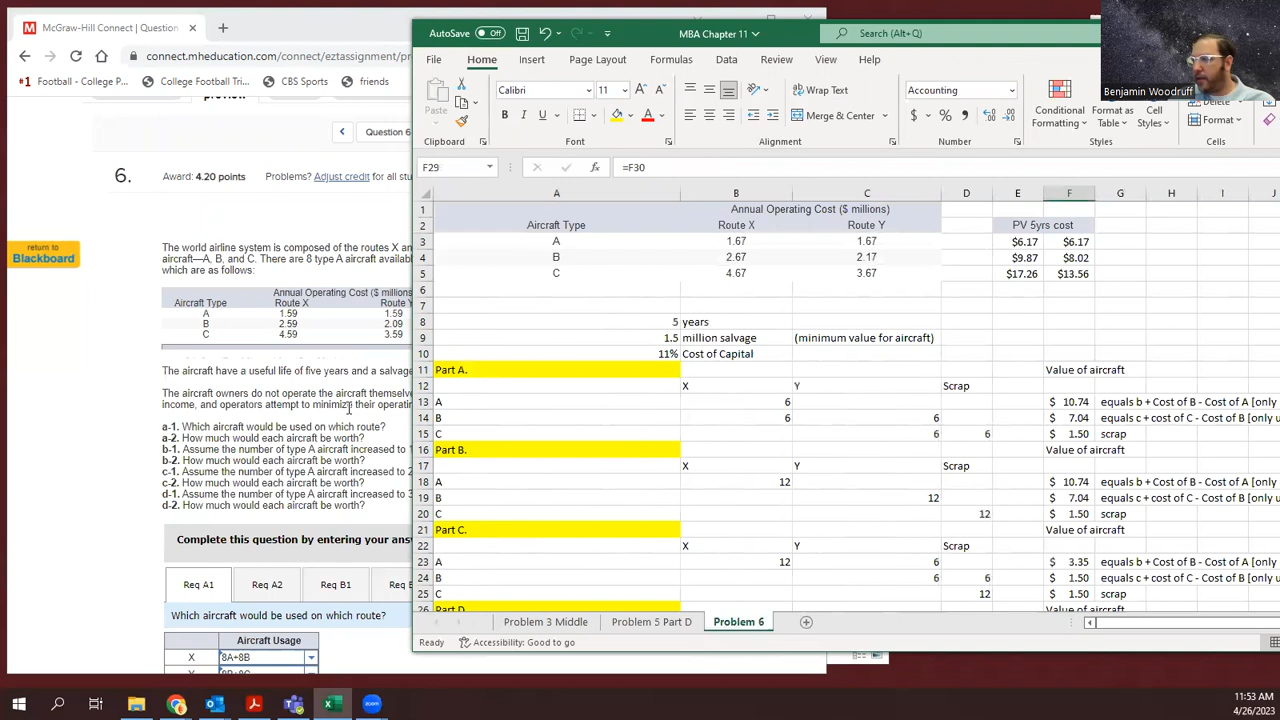 McGraw-Hill Connect | Question
AutoSave Off
MBA Chapter 11
Search (Alt+Q)
connect.mheducation.com/connect/eztassignment/pr
File Home Insert Page Layout Formulas Data Page Review View Help
#1 Football - College P... College Football Tri... CBS Sports friends
Benjamin Woodruff
preview
Paste
Calibri 11
Wrap Text
Merge & Center
Accounting
Conditional Formatting
Format as Table
Cell Styles
Delete
Format
Clipboard Font Alignment Number Styles Cells
Question 6
F29 =F30
6. Award: 4.20 points Problems? Adjust credit for all stu
return to
Blackboard
The world airline system is composed of the routes X an
aircraft—A, B, and C. There are 8 type A aircraft availab
which are as follows:
Annual Operating Cost ($ millions
Aircraft Type Route X Route Y
A 1.59 1.59
B 2.59 2.09
C 4.59 3.59
The aircraft have a useful life of five years and a salvage
The aircraft owners do not operate the aircraft themselve
income, and operators attempt to minimize their operatin
a-1. Which aircraft would be used on which route?
a-2. How much would each aircraft be worth?
b-1. Assume the number of type A aircraft increased to 1
b-2. How much would each aircraft be worth?
c-1. Assume the number of type A aircraft increased to 2
c-2. How much would each aircraft be worth?
d-1. Assume the number of type A aircraft increased to 3
d-2. How much would each aircraft be worth?
Complete this question by entering your answ
Req A1 Req A2 Req B1 Req B
Which aircraft would be used on which route?
Aircraft Usage
X 8A+8B
Y 8B+8C
A B C D E F G H I J
1 Annual Operating Cost ($ millions)
2 Aircraft Type Route X Route Y PV 5yrs cost
3 A 1.67 1.67 $6.17 $6.17
4 B 2.67 2.17 $9.87 $8.02
5 C 4.67 3.67 $17.26 $13.56
6
7
8 5 years
9 1.5 million salvage (minimum value for aircraft)
10 11% Cost of Capital
11 Part A. Value of aircraft
12 X Y Scrap
13 A 6 $ 10.74 equals b + Cost of B - Cost of A [only
14 B 6 6 $ 7.04 equals c + cost of C - Cost of B [only u
15 C 6 6 $ 1.50 scrap
16 Part B. Value of aircraft
17 X Y Scrap
18 A 12 $ 10.74 equals b + Cost of B - Cost of A [only
19 B 12 $ 7.04 equals c + cost of C - Cost of B [only u
20 C 12 $ 1.50 scrap
21 Part C. Value of aircraft
22 X Y Scrap
23 A 12 6 $ 3.35 equals b + Cost of B - Cost of A [only
24 B 6 6 $ 1.50 equals c + cost of C - Cost of B [only u
25 C 12 $ 1.50 scrap
26 Part D. Value of aircraft
Problem 3 Middle Problem 5 Part D Problem 6
Ready Accessibility: Good to go
11:53 AM
4/26/2023